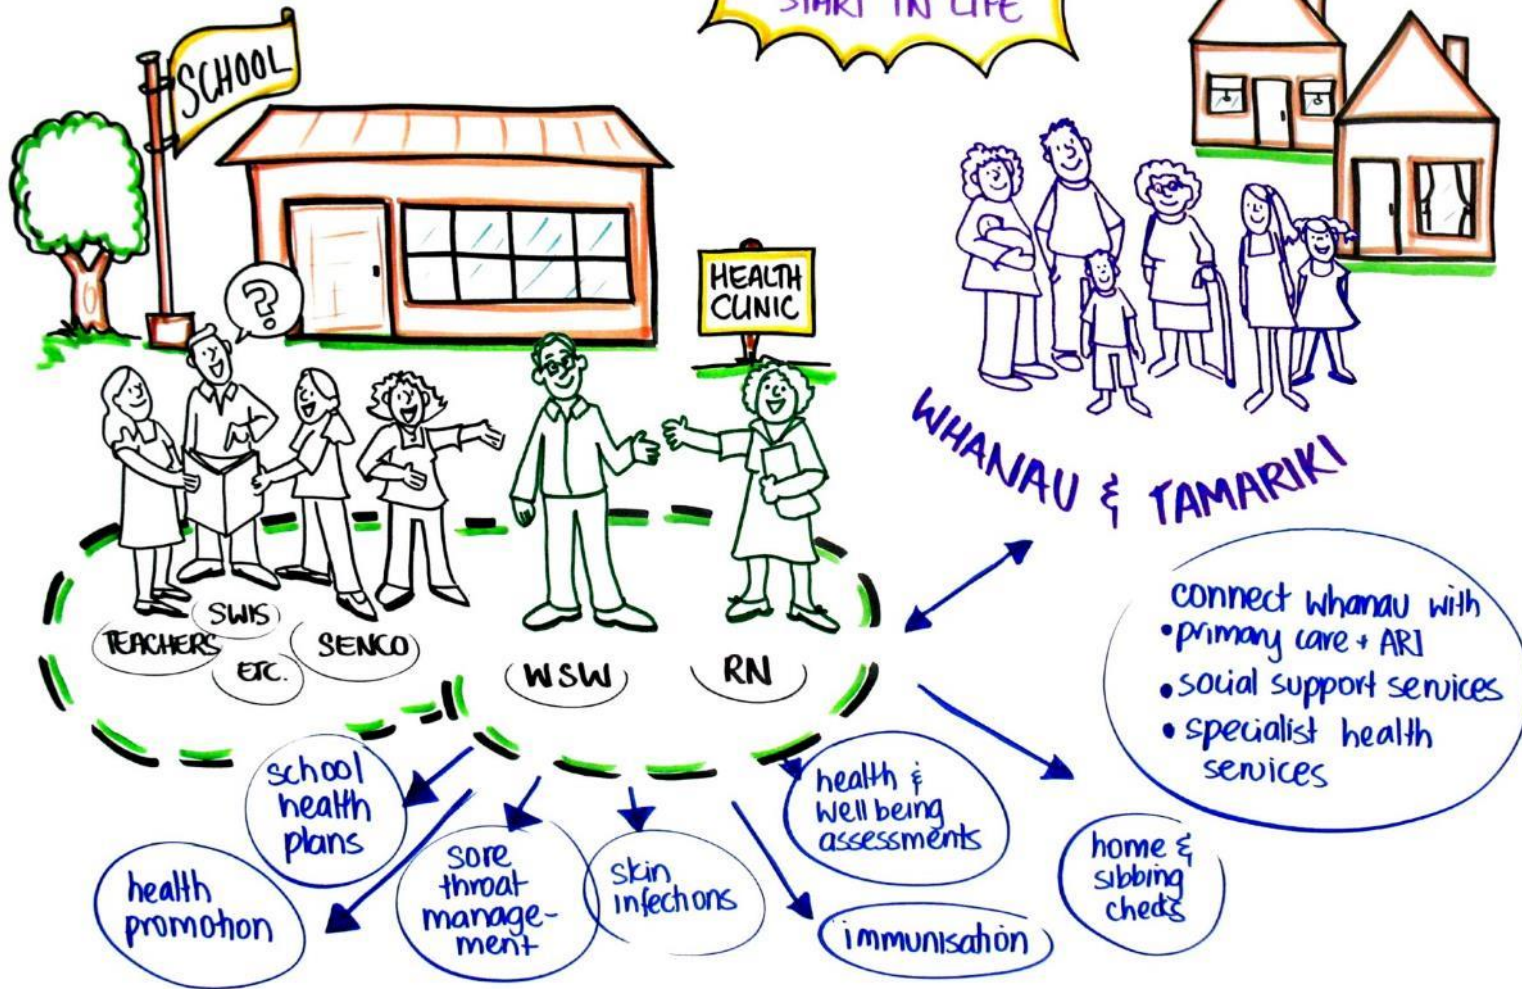 START IN LIFE
SCHOOL
?
HEALTH
CLINIC
WHANAU & TAMARIKI
TEACHERS
SWIS
ETC.
SENCO
WSW
RN
connect whanau with
• primary care + ARI
• social support services
• specialist health
services
school
health
plans
health
promotion
sore
throat
manage-
ment
skin
infections
health &
well being
assessments
immunisation
home &
sibbing
checks